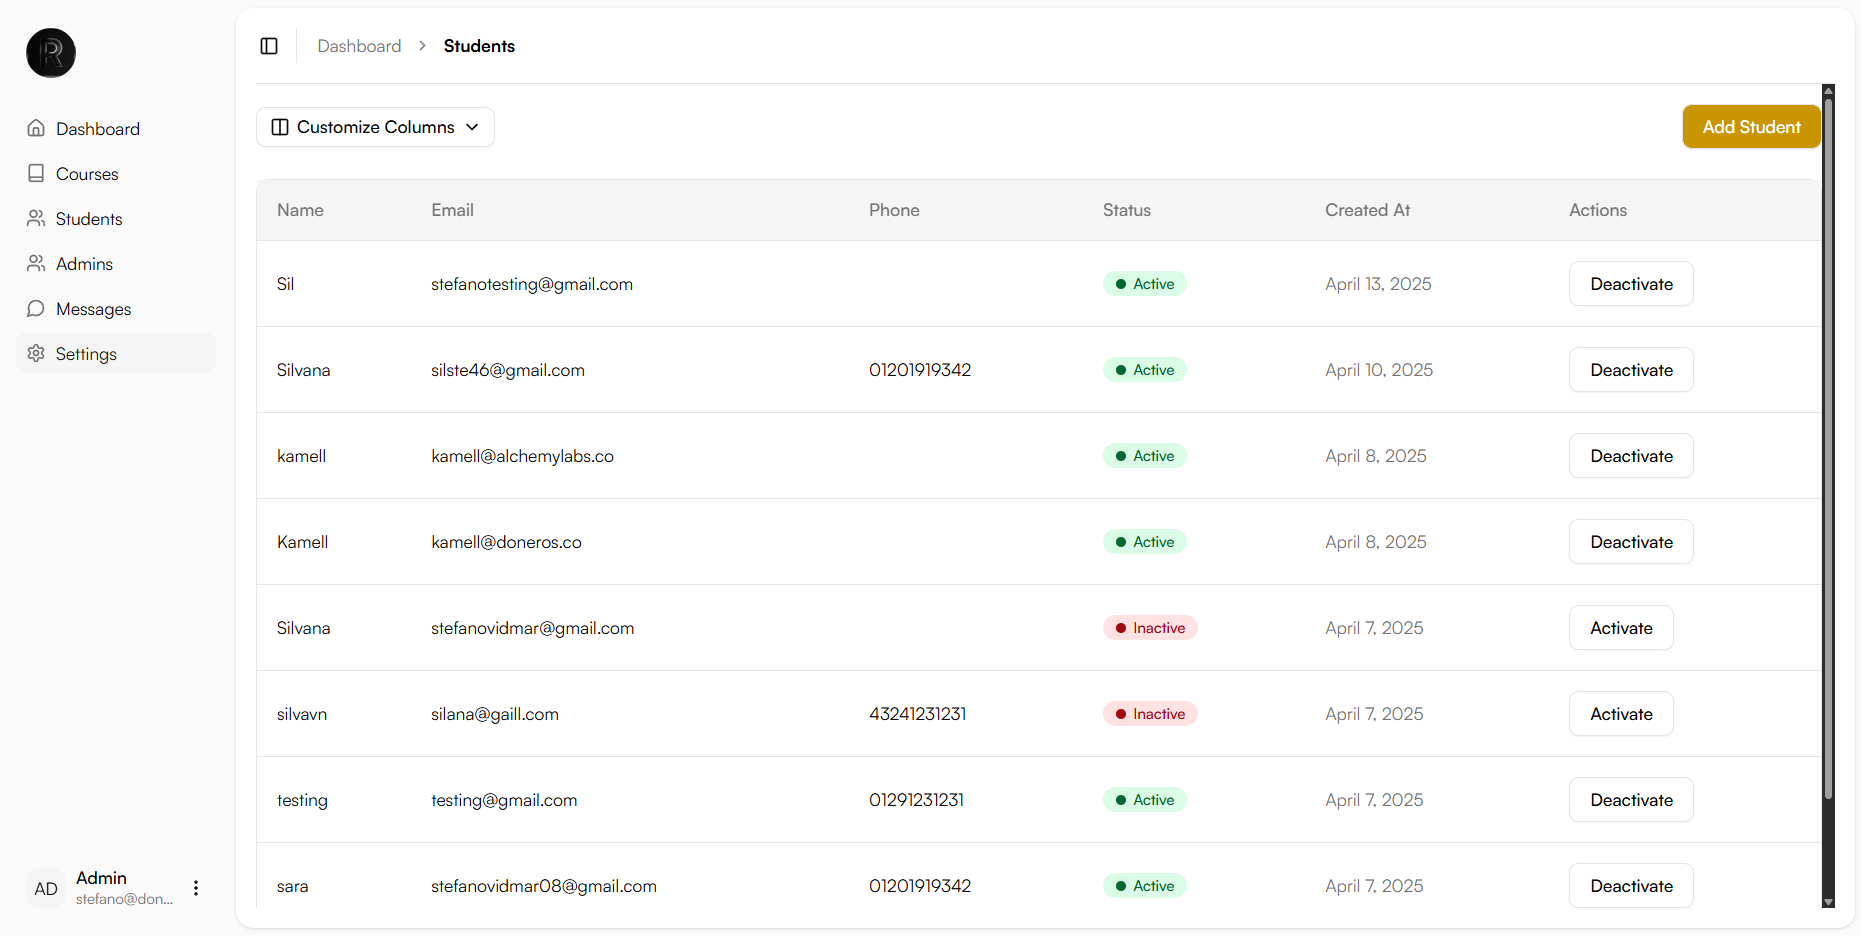 R
Dashboard
Courses
Students
Admins
Messages
Settings
AD
Admin
stefano@don...
Dashboard > Students
Customize Columns
Add Student
Name Email Phone Status Created At Actions
Sil stefanotesting@gmail.com Active April 13, 2025 Deactivate
Silvana silste46@gmail.com 01201919342 Active April 10, 2025 Deactivate
kamell kamell@alchemylabs.co Active April 8, 2025 Deactivate
Kamell kamell@doneros.co Active April 8, 2025 Deactivate
Silvana stefanovidmar@gmail.com Inactive April 7, 2025 Activate
silvavn silana@gaill.com 43241231231 Inactive April 7, 2025 Activate
testing testing@gmail.com 01291231231 Active April 7, 2025 Deactivate
sara stefanovidmar08@gmail.com 01201919342 Active April 7, 2025 Deactivate